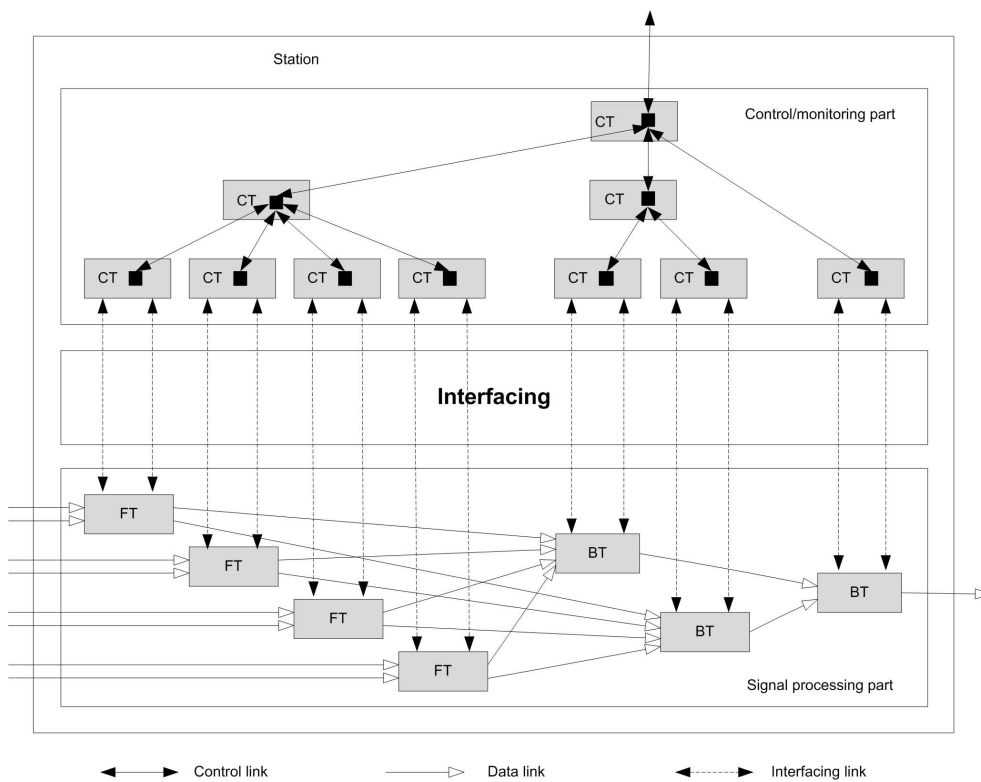 Station
Control/monitoring part
CT
CT
CT
CT
CT
CT
CT
CT
CT
CT
Interfacing
FT
FT
FT
FT
BT
BT
BT
Signal processing part
Control link
Data link
Interfacing link